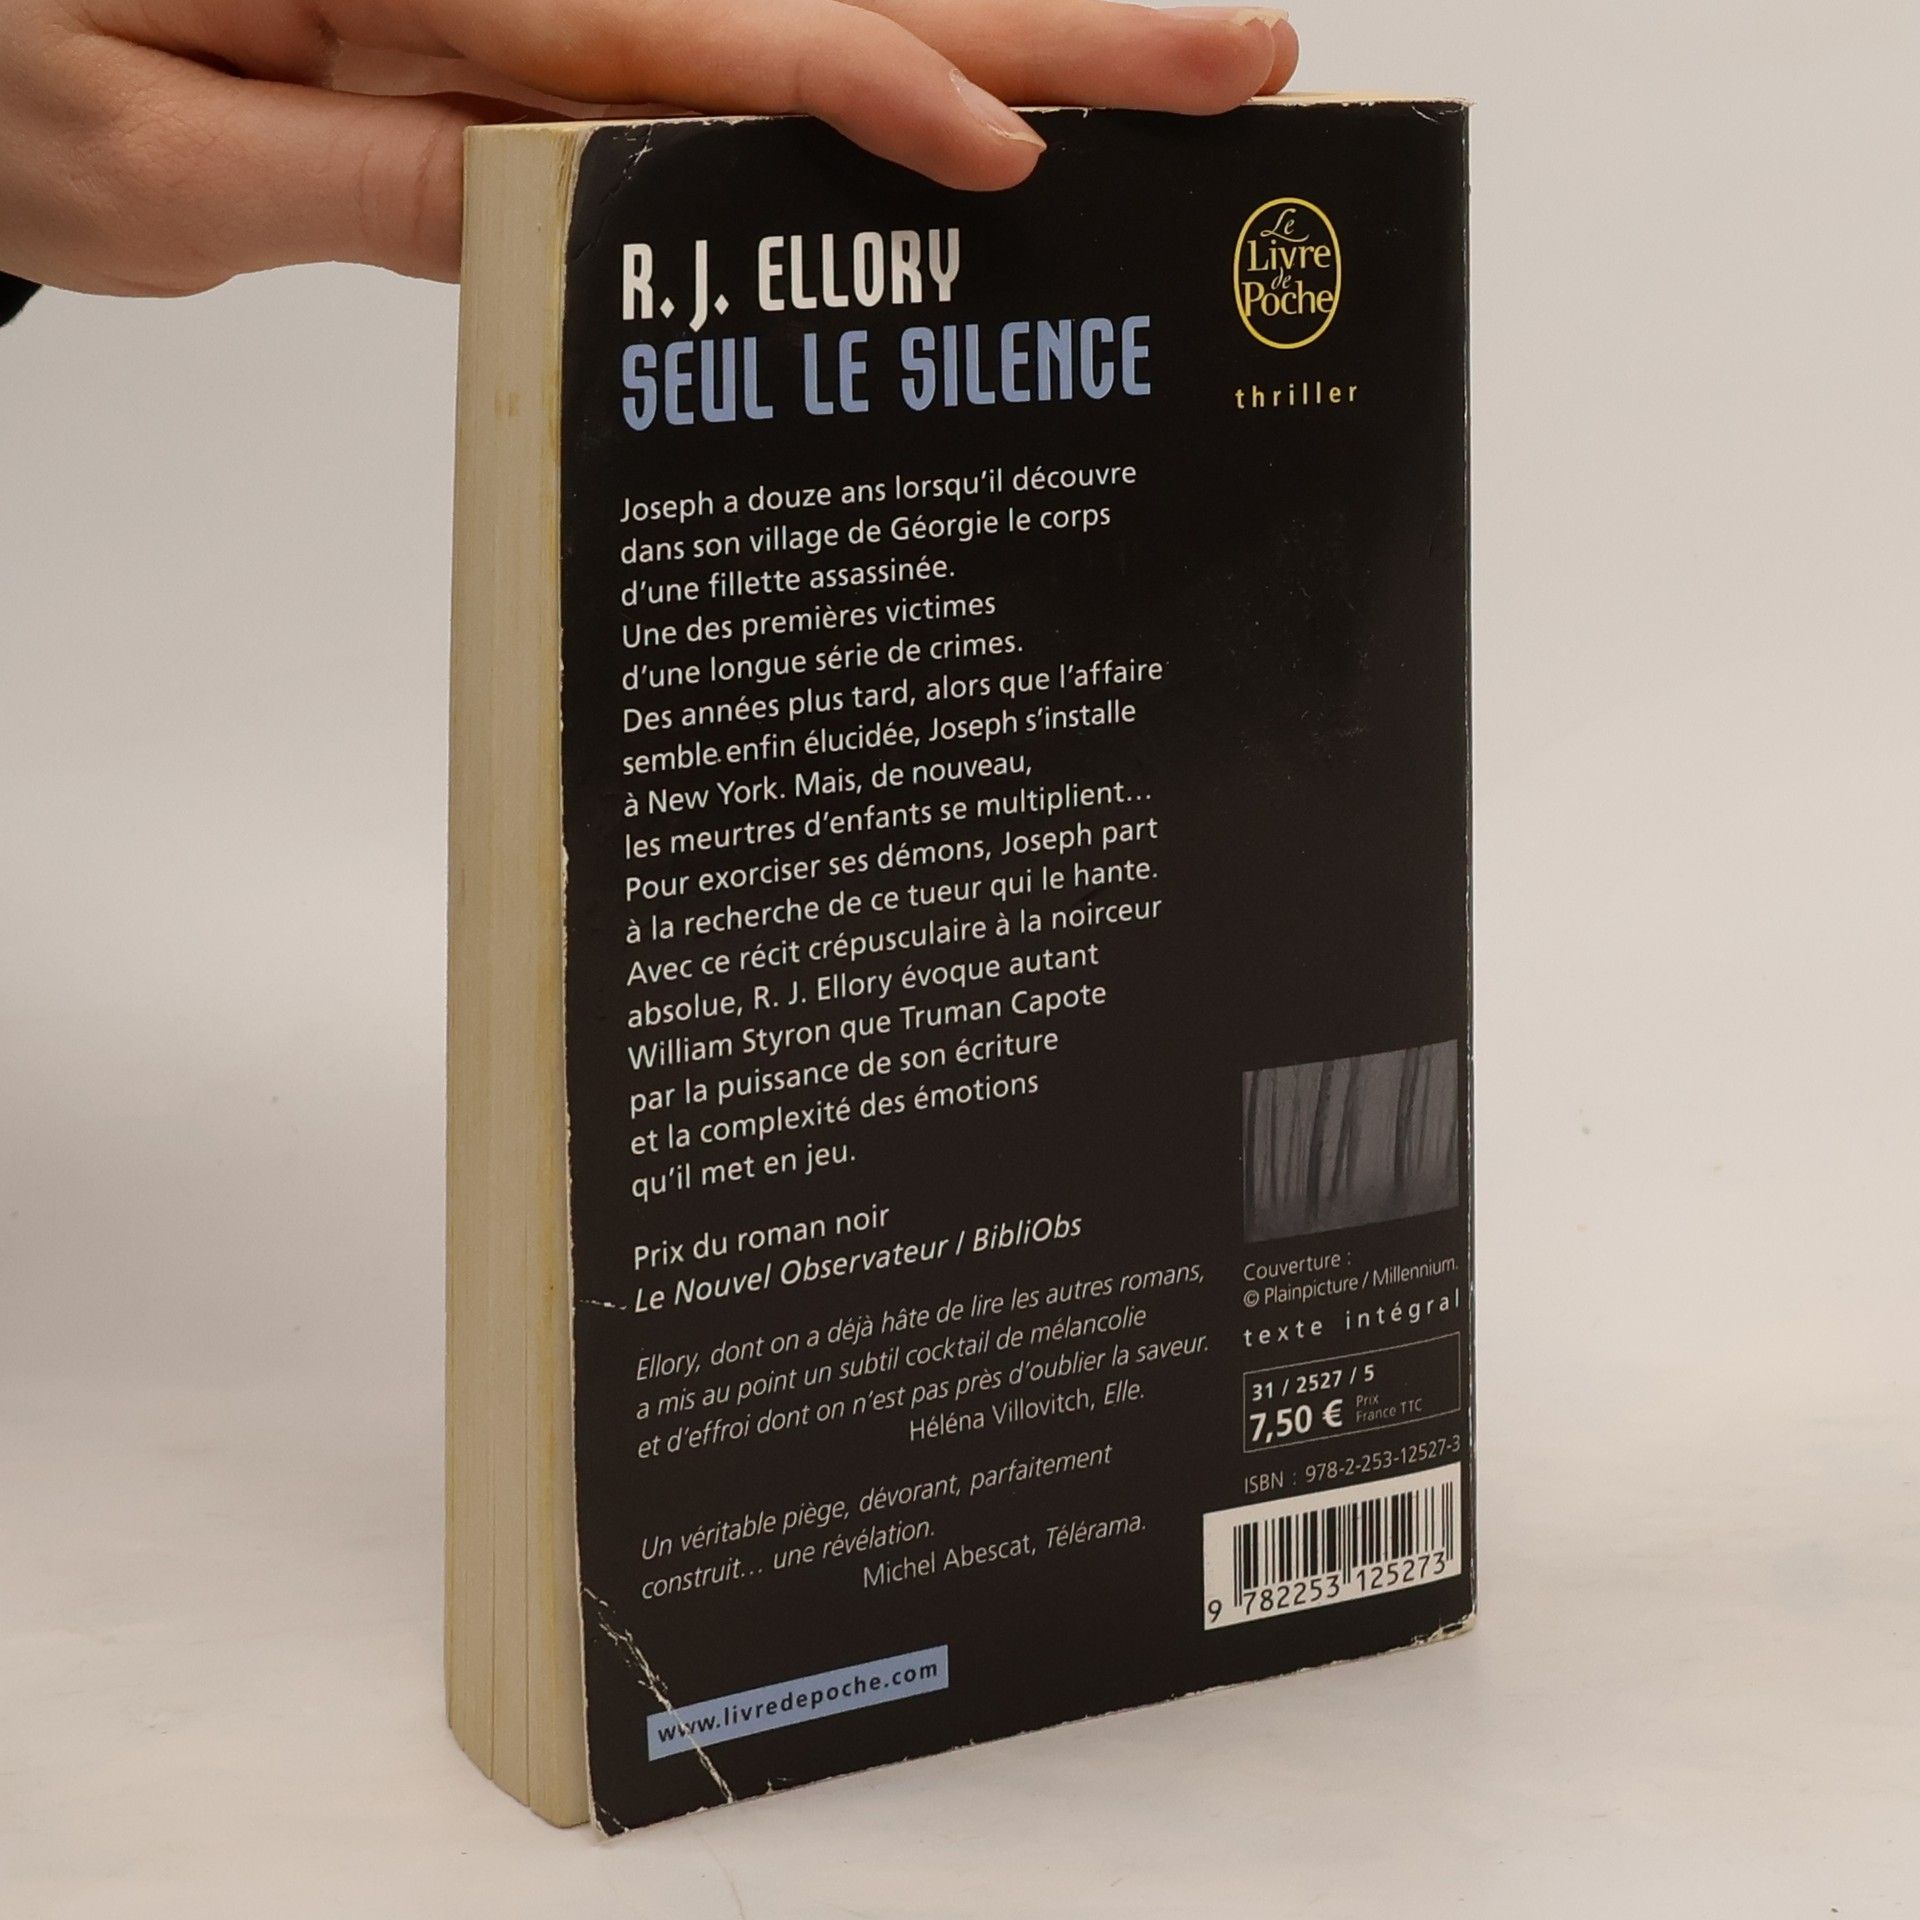 R. J. ELLORY
SEUL LE SILENCE
Le
Livre
de
Poche
thriller
Joseph a douze ans lorsqu’il découvre
dans son village de Géorgie le corps
d’une fillette assassinée.
Une des premières victimes
d’une longue série de crimes.
Des années plus tard, alors que l’affaire
semble enfin élucidée, Joseph s’installe
à New York. Mais, de nouveau,
les meurtres d’enfants se multiplient…
Pour exorciser ses démons, Joseph part
à la recherche de ce tueur qui le hante.
Avec ce récit crépusculaire à la noirceur
absolue, R. J. Ellory évoque autant
William Styron que Truman Capote
par la puissance de son écriture
et la complexité des émotions
qu’il met en jeu.
Prix du roman noir
Le Nouvel Observateur / BibliObs
Ellory, dont on a déjà hâte de lire les autres romans,
a mis au point un subtil cocktail de mélancolie
et d’effroi dont on n’est pas près d’oublier la saveur.
Héléna Villovitch, Elle.
Un véritable piège, dévorant, parfaitement
construit… une révélation.
Michel Abescat, Télérama.
www.livredepoche.com
Couverture :
© Plainpicture / Millennium.
texte intégral
31 / 2527 / 5
7,50 € Prix
France TTC
ISBN : 978-2-253-12527-3
9 782253 125273